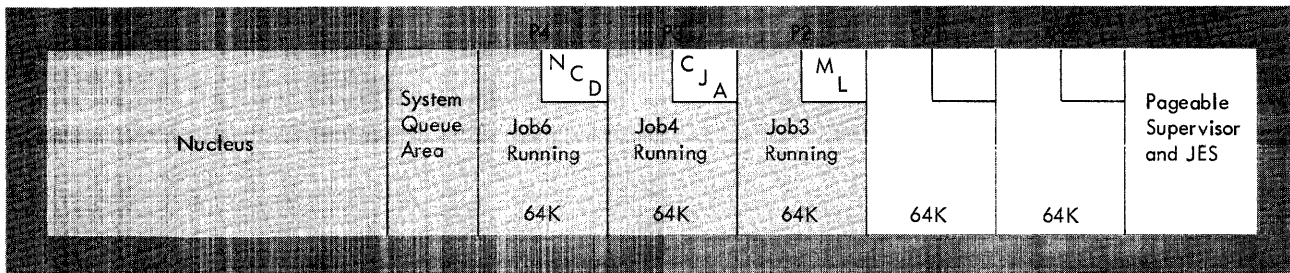 P4
P3
P2
Nucleus
System
Queue
Area
N C D
Job6
Running
64K
C J A
Job4
Running
64K
M L
Job3
Running
64K
64K
64K
Pageable
Supervisor
and JES